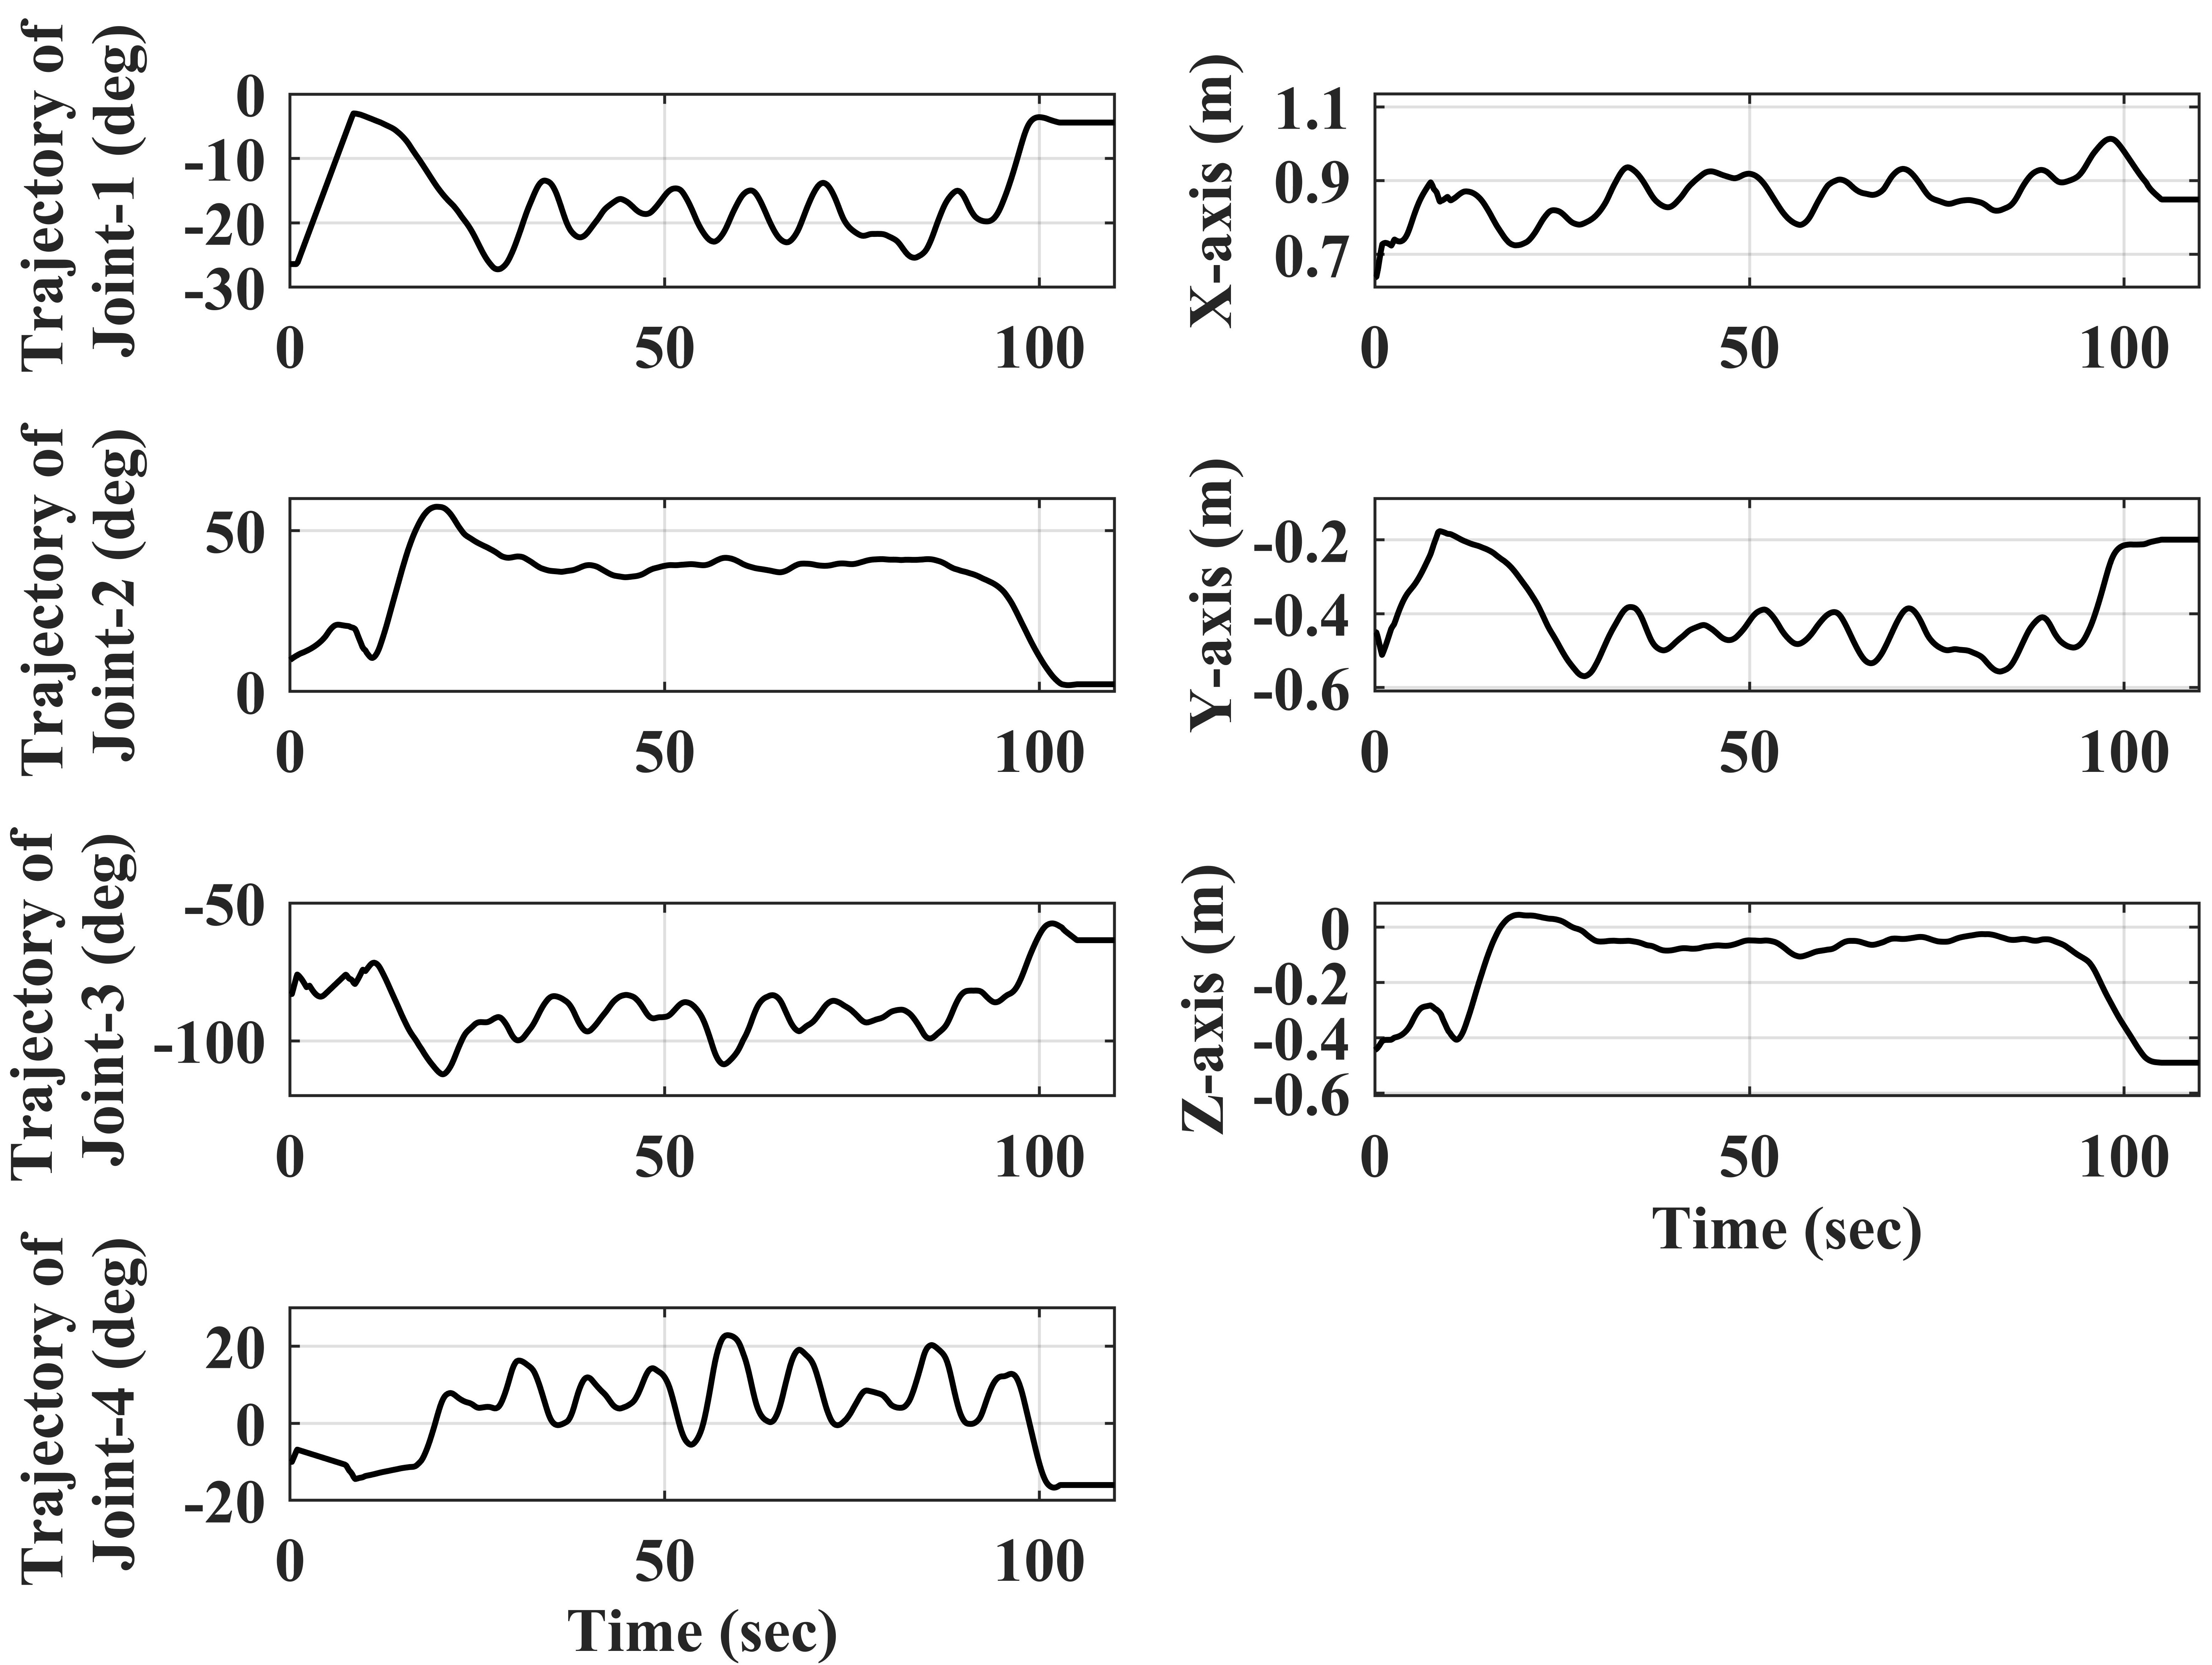 Trajectory of
Joint-1 (deg)
0
-10
-20
-30
0 50 100
Trajectory of
Joint-2 (deg)
50
0
0 50 100
Trajectory of
Joint-3 (deg)
-50
-100
0 50 100
Trajectory of
Joint-4 (deg)
20
0
-20
0 50 100
Time (sec)
X-axis (m)
1.1
0.9
0.7
0 50 100
Y-axis (m)
-0.2
-0.4
-0.6
0 50 100
Z-axis (m)
0
-0.2
-0.4
-0.6
0 50 100
Time (sec)